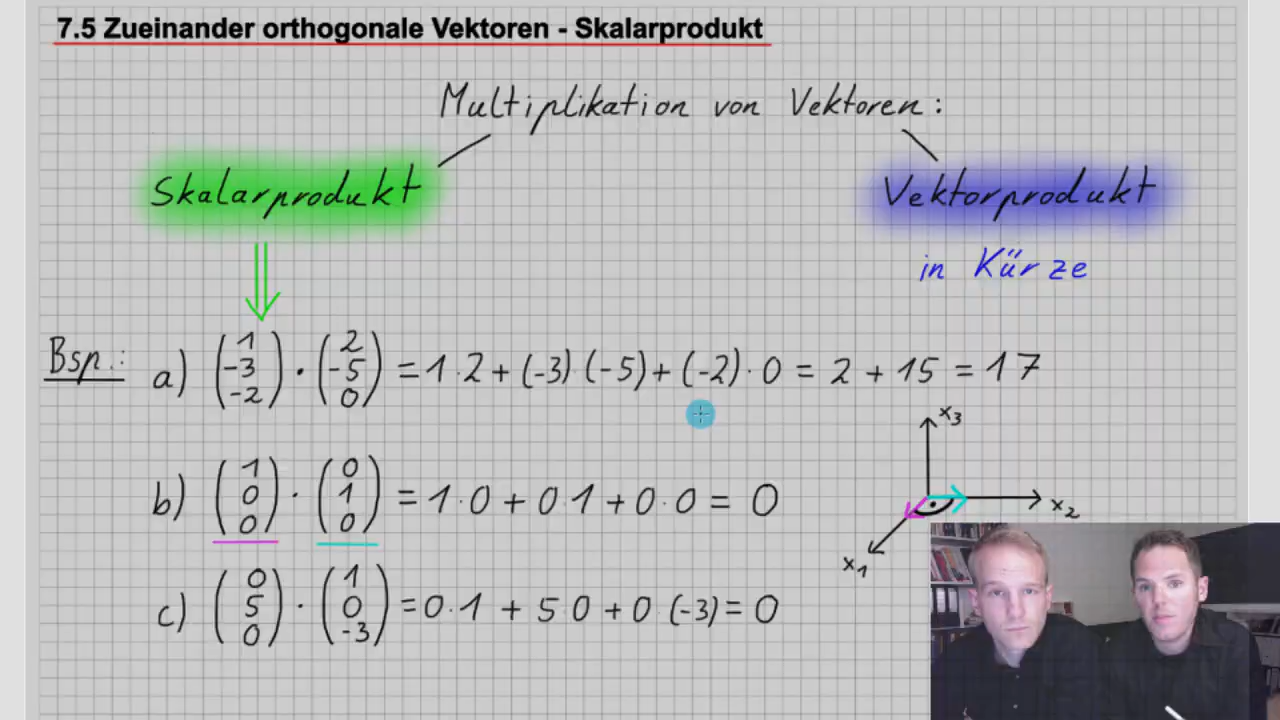 7.5 Zueinander orthogonale Vektoren - Skalarprodukt
Multiplikation von Vektoren:
Skalarprodukt Vektorprodukt
in Kürze
Bsp.: a) (1 -3 -2) · (2 -5 0) = 1·2 + (-3)·(-5) + (-2)·0 = 2 + 15 = 17
x₃
b) (1 0 0) · (0 1 0) = 1·0 + 0·1 + 0·0 = 0
x₂
x₁
c) (0 5 0) · (1 0 -3) = 0·1 + 5·0 + 0·(-3) = 0